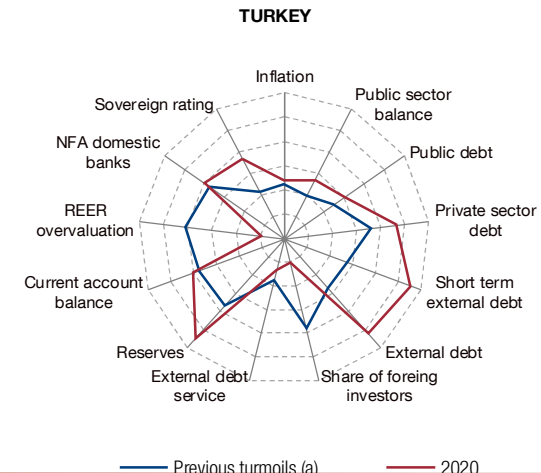 TURKEY
Inflation
Public sector
balance
Public debt
Private sector
debt
Short term
external debt
External debt
Share of foreing
investors
External debt
service
Reserves
Current account
balance
REER
overvaluation
NFA domestic
banks
Sovereign rating
Previous turmoils (a)
2020